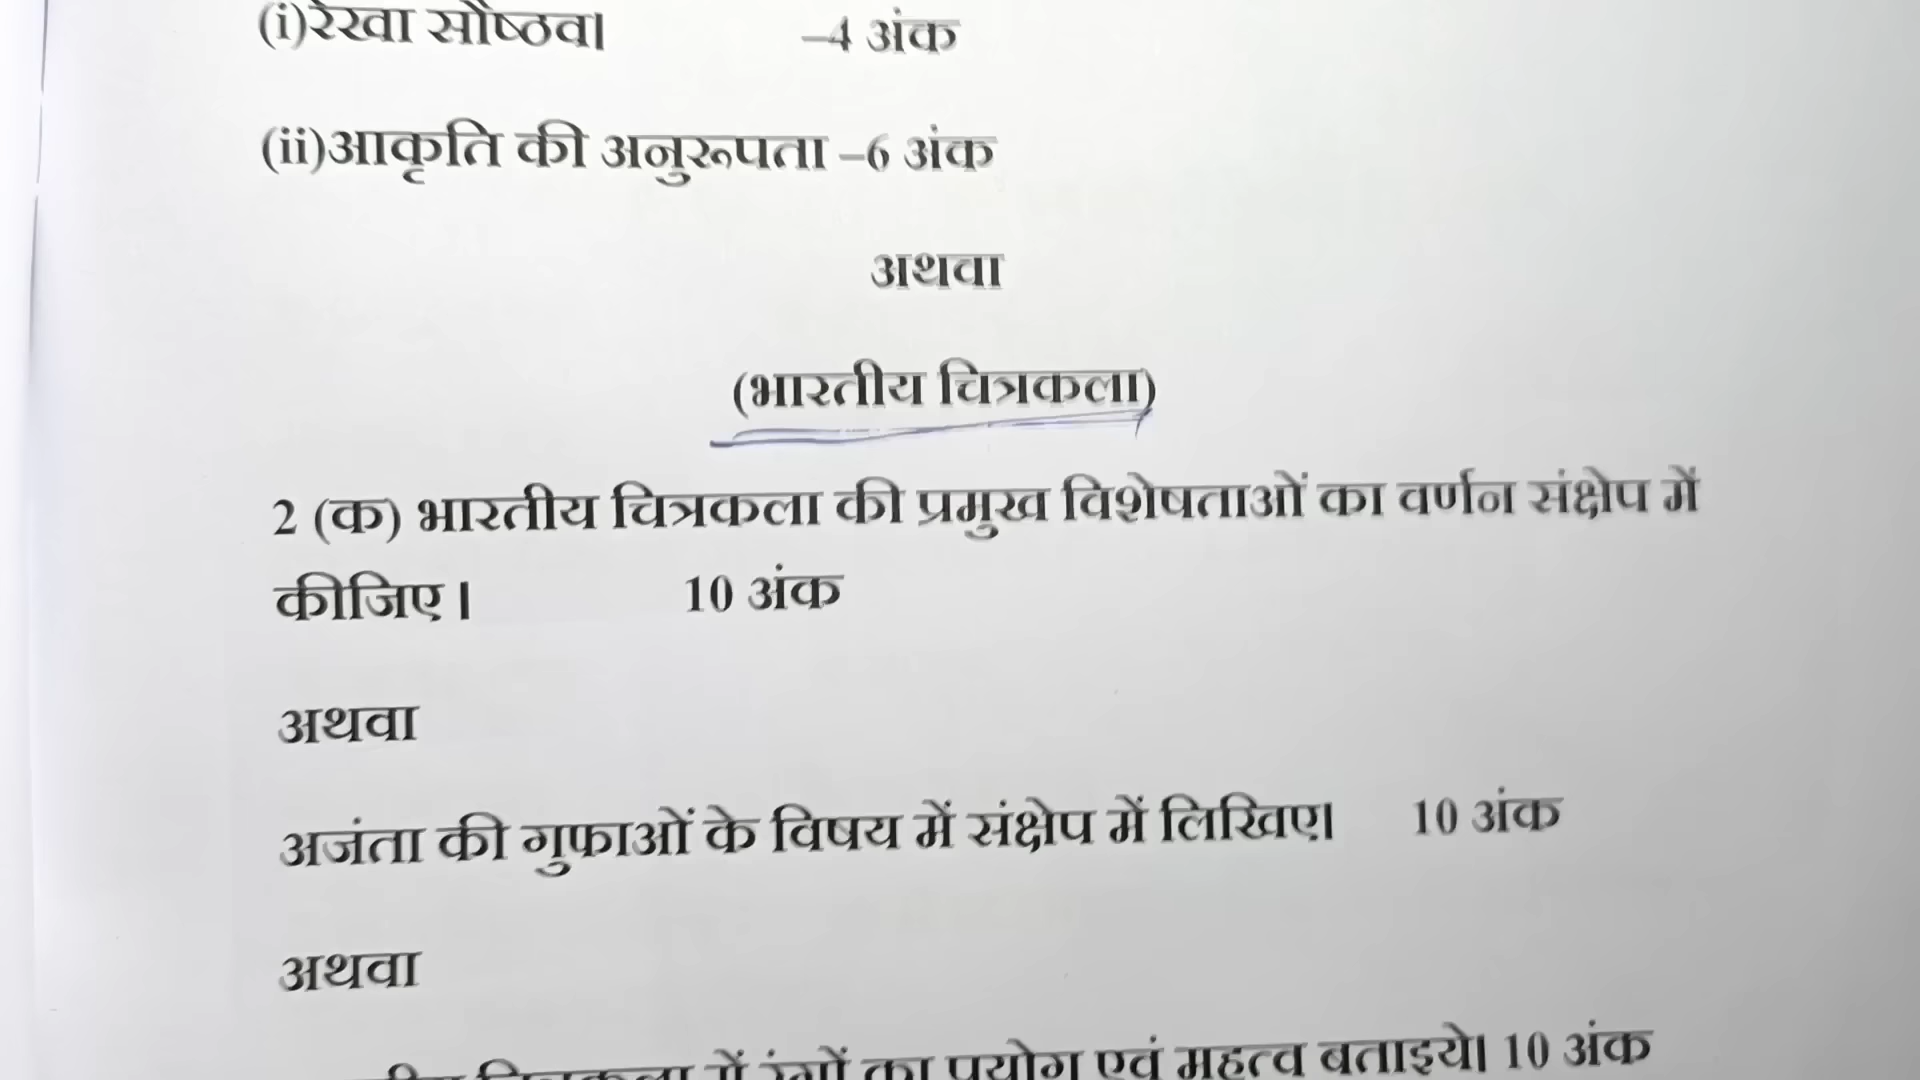 (i)रेखा सौष्ठव। –4 अंक
(ii)आकृति की अनुरूपता –6 अंक
अथवा
(भारतीय चित्रकला)
2 (क) भारतीय चित्रकला की प्रमुख विशेषताओं का वर्णन संक्षेप में
कीजिए। 10 अंक
अथवा
अजंता की गुफाओं के विषय में संक्षेप में लिखिए। 10 अंक
अथवा
चित्रकला में रंगों का प्रयोग एवं महत्व बताइये। 10 अंक